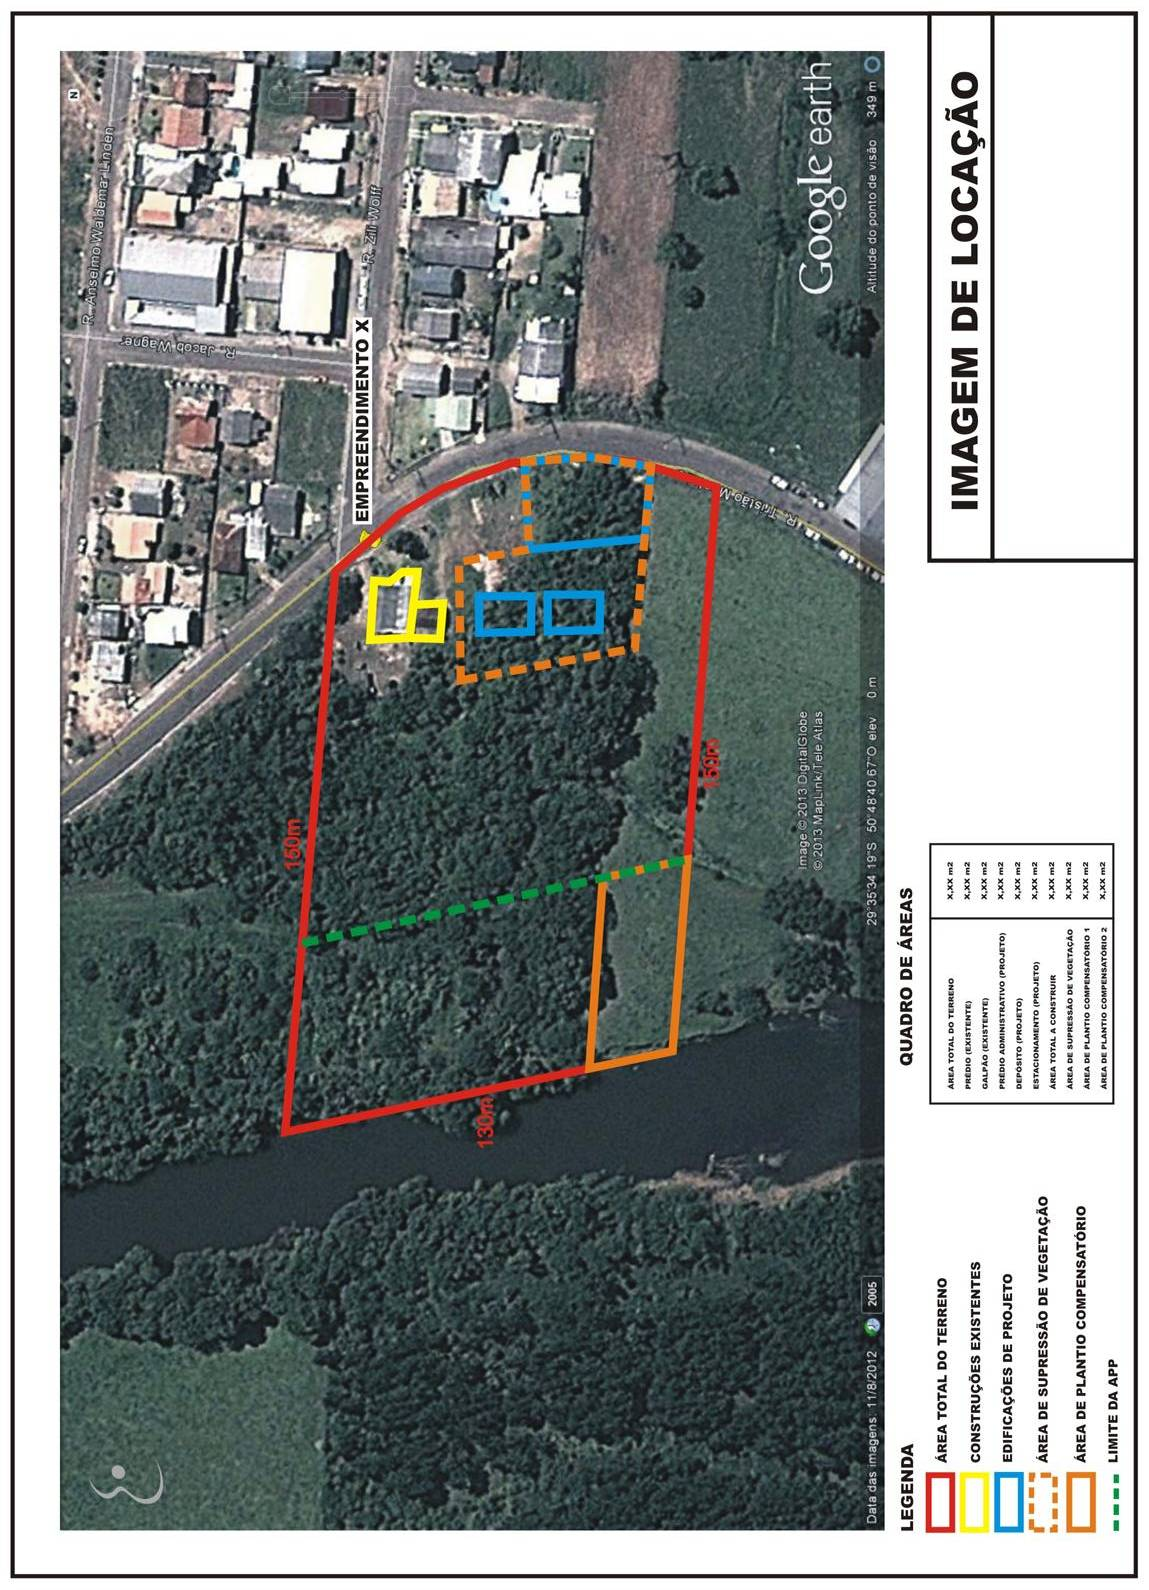 IMAGEM DE LOCAÇÃO
N
R. Anselmo Waldemar Linden
R. Jacob Wagner
R. Zili Wolff
EMPREENDIMENTO X
R. Tristão M
150m
150m
130m
Google earth
Image © 2013 DigitalGlobe
© 2013 MapLink/Tele Atlas
Data das imagens: 11/8/2012 2005 29°35'34 19"S 50°48'40.67"O elev 0 m Altitude do ponto de visão 349 m
LEGENDA
ÁREA TOTAL DO TERRENO
CONSTRUÇÕES EXISTENTES
EDIFICAÇÕES DE PROJETO
ÁREA DE SUPRESSÃO DE VEGETAÇÃO
ÁREA DE PLANTIO COMPENSATÓRIO
LIMITE DA APP
QUADRO DE ÁREAS
ÁREA TOTAL DO TERRENO X,XX m2
PRÉDIO (EXISTENTE) X,XX m2
GALPÃO (EXISTENTE) X,XX m2
PRÉDIO ADMINISTRATIVO (PROJETO) X,XX m2
DEPÓSITO (PROJETO) X,XX m2
ESTACIONAMENTO (PROJETO) X,XX m2
ÁREA TOTAL A CONSTRUIR X,XX m2
ÁREA DE SUPRESSÃO DE VEGETAÇÃO X,XX m2
ÁREA DE PLANTIO COMPENSATÓRIO 1 X,XX m2
ÁREA DE PLANTIO COMPENSATÓRIO 2 X,XX m2